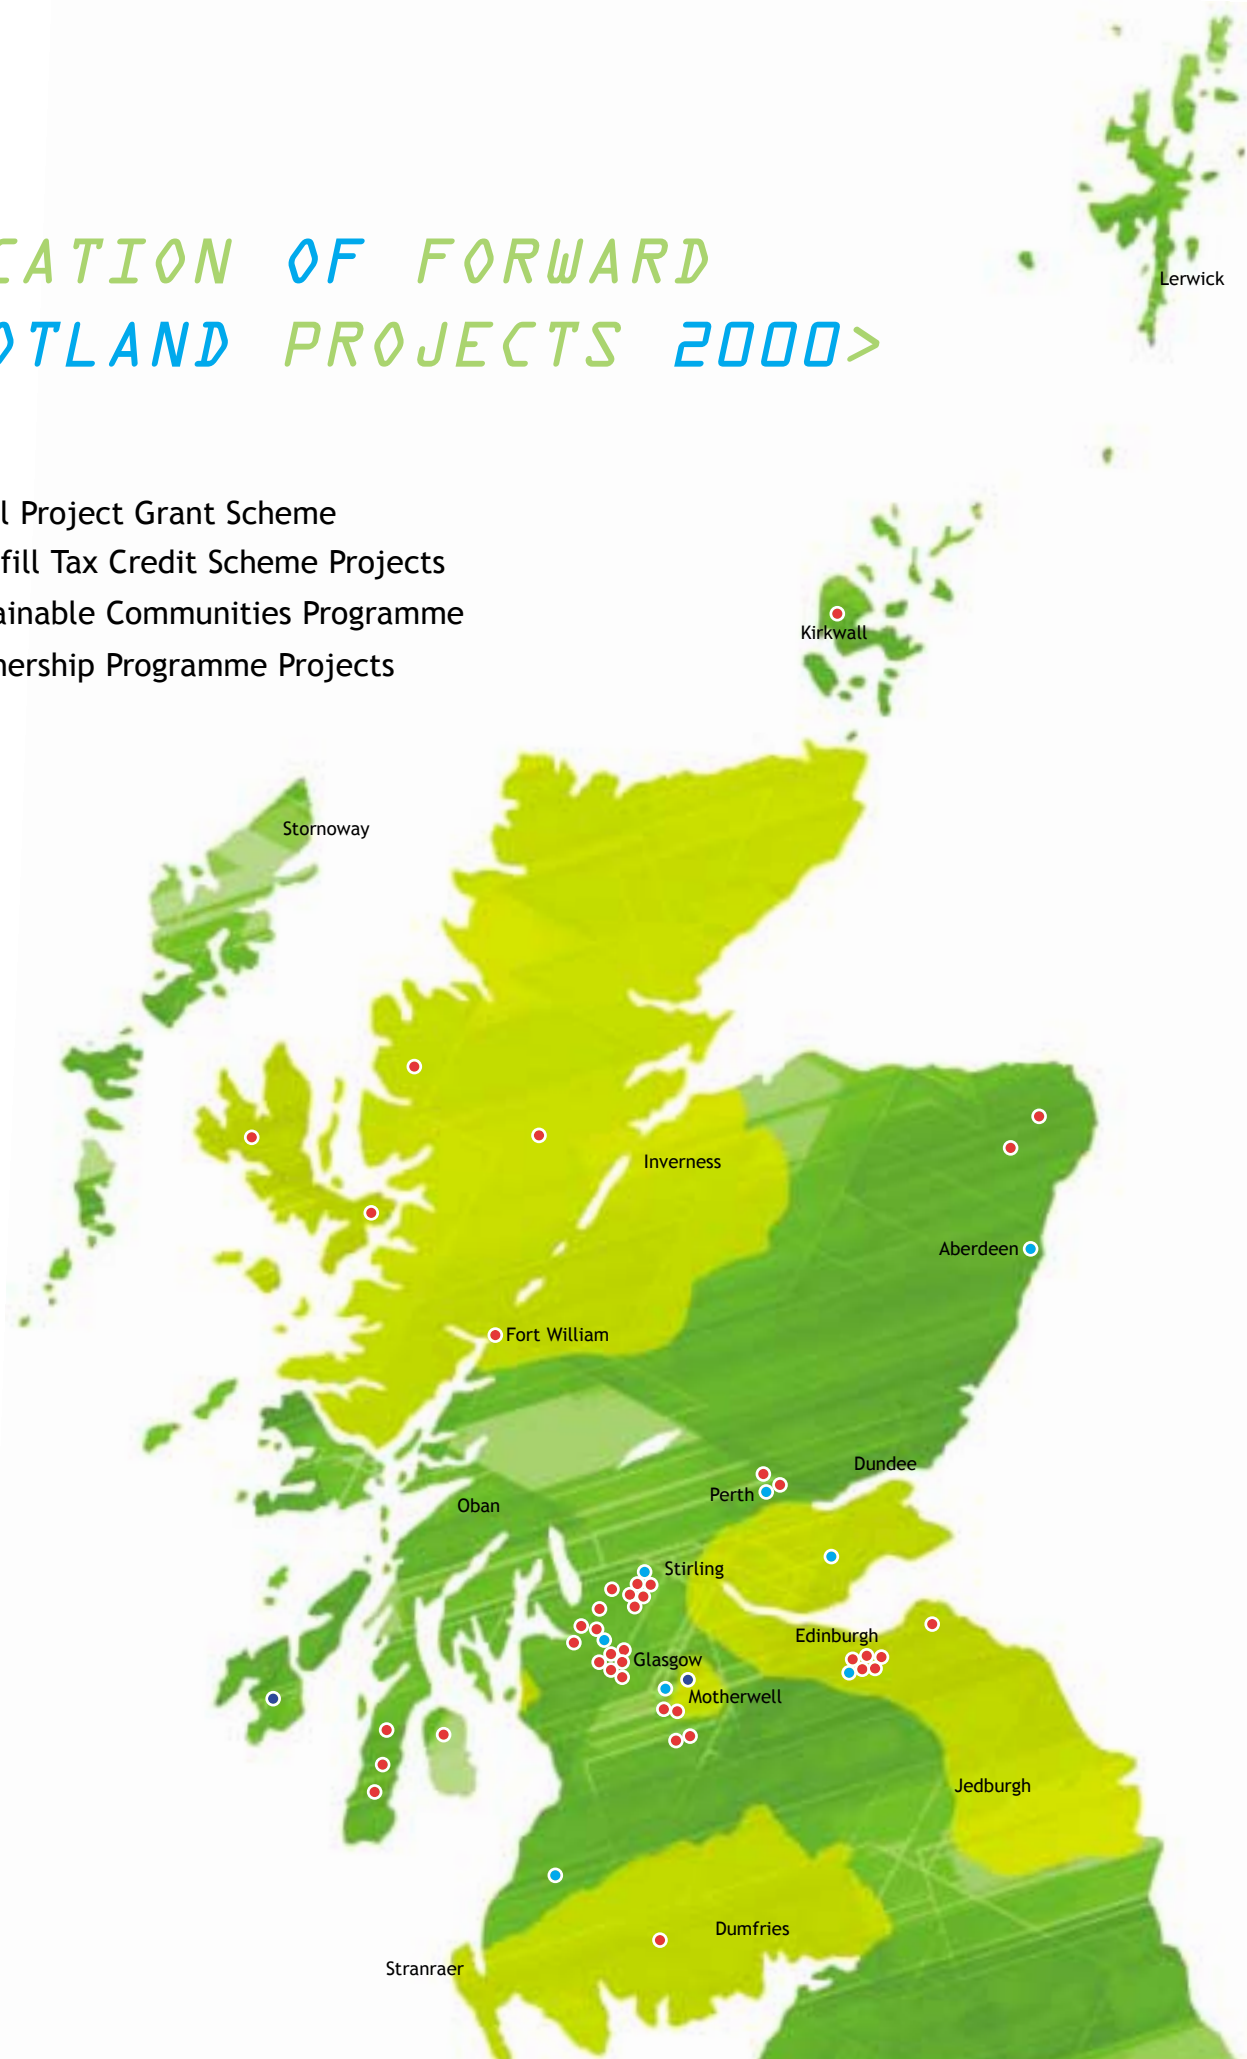 CATION OF FORWARD
OTLAND PROJECTS 2000>
l Project Grant Scheme
fill Tax Credit Scheme Projects
ainable Communities Programme
nership Programme Projects
Lerwick
Kirkwall
Stornoway
Inverness
Aberdeen
Fort William
Dundee
Perth
Oban
Stirling
Edinburgh
Glasgow
Motherwell
Jedburgh
Dumfries
Stranraer